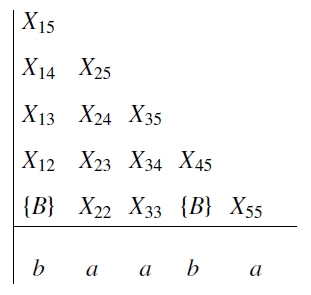 X₁₅
X₁₄ X₂₅
X₁₃ X₂₄ X₃₅
X₁₂ X₂₃ X₃₄ X₄₅
{B} X₂₂ X₃₃ {B} X₅₅
b a a b a